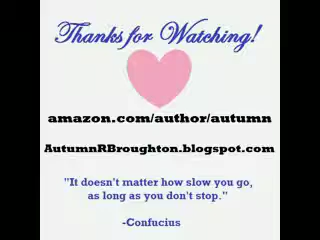 Thanks for Watching!
amazon.com/author/autumn
AutumnRBroughton.blogspot.com
"It doesn't matter how slow you go,
as long as you don't stop."
-Confucius